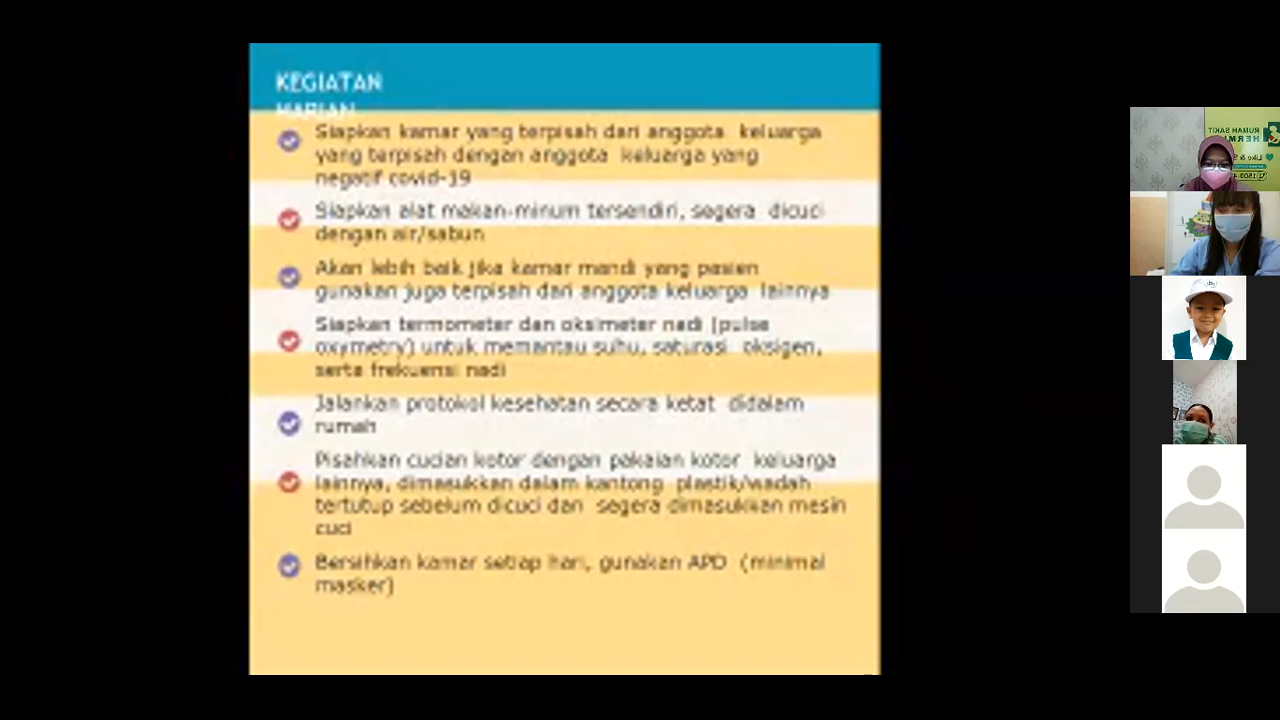 KEGIATAN
HARIAN
Siapkan kamar yang terpisah dari anggota keluarga
yang terpisah dengan anggota keluarga yang
negatif covid-19
Siapkan alat makan-minum tersendiri, segera dicuci
dengan air/sabun
Akan lebih baik jika kamar mandi yang pasien
gunakan juga terpisah dari anggota keluarga lainnya
Siapkan termometer dan oksimeter nadi (pulse
oxymetry) untuk memantau suhu, saturasi oksigen,
serta frekuensi nadi
Jalankan protokol kesehatan secara ketat didalam
rumah
Pisahkan cucian kotor dengan pakaian kotor keluarga
lainnya, dimasukkan dalam kantong plastik/wadah
tertutup sebelum dicuci dan segera dimasukkan mesin
cuci
Bersihkan kamar setiap hari, gunakan APD (minimal
masker)
RUMAH SAKIT